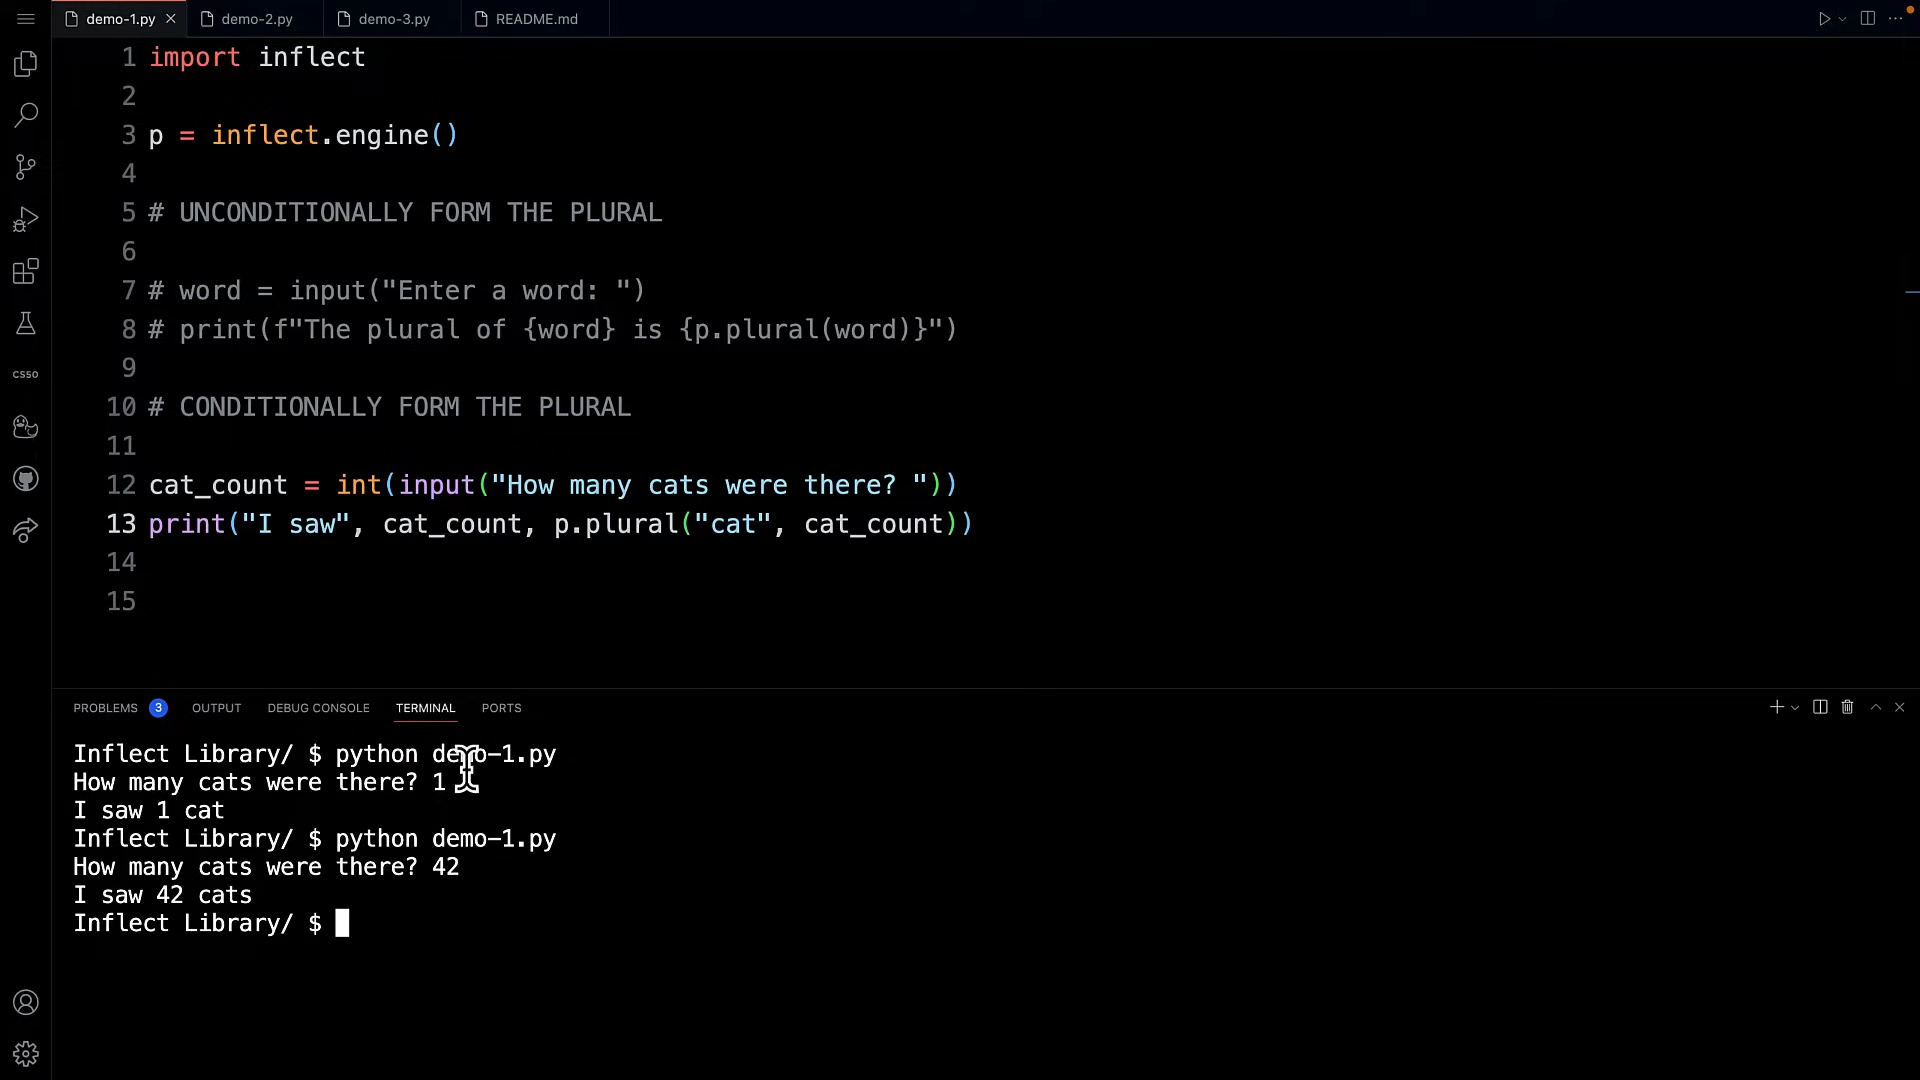 demo-1.py demo-2.py demo-3.py README.md
1 import inflect
2
3 p = inflect.engine()
4
5 # UNCONDITIONALLY FORM THE PLURAL
6
7 # word = input("Enter a word: ")
8 # print(f"The plural of {word} is {p.plural(word)}")
9
10 # CONDITIONALLY FORM THE PLURAL
11
12 cat_count = int(input("How many cats were there? "))
13 print("I saw", cat_count, p.plural("cat", cat_count))
14
15
CS50
PROBLEMS 3 OUTPUT DEBUG CONSOLE TERMINAL PORTS
Inflect Library/ $ python demo-1.py
How many cats were there? 1
I saw 1 cat
Inflect Library/ $ python demo-1.py
How many cats were there? 42
I saw 42 cats
Inflect Library/ $